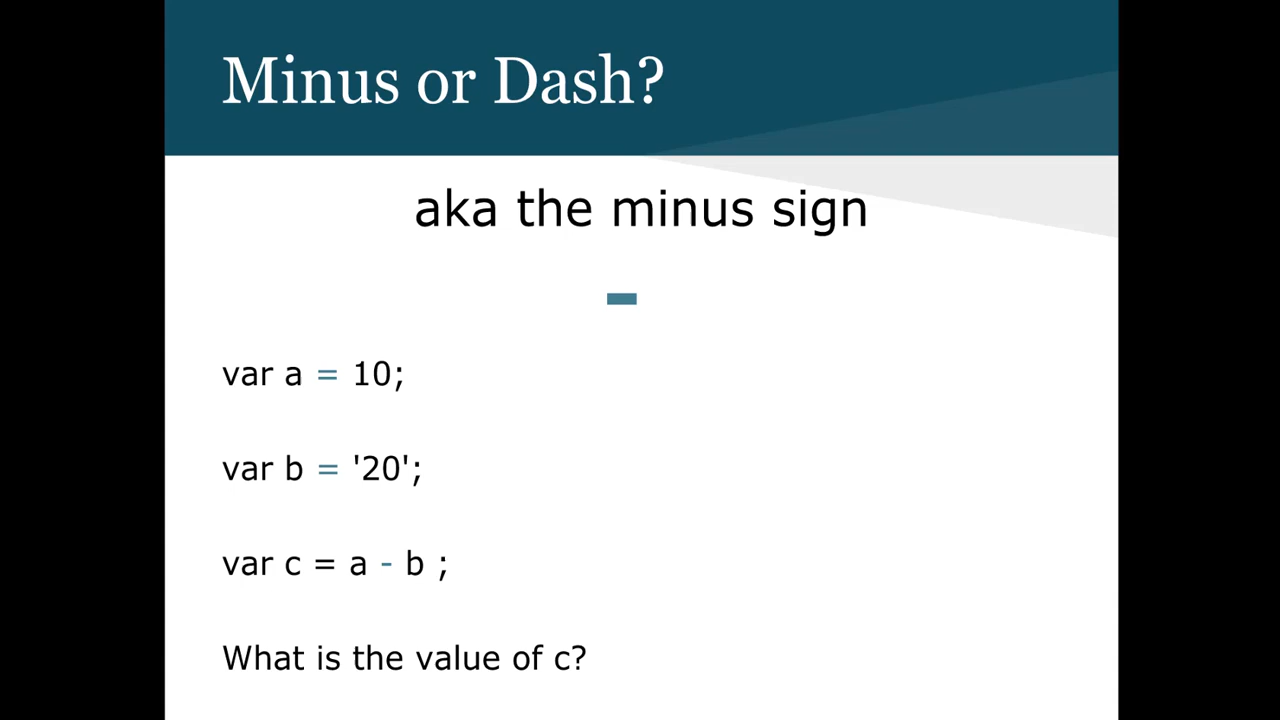 Minus or Dash?
aka the minus sign
-
var a = 10;
var b = '20';
var c = a - b ;
What is the value of c?